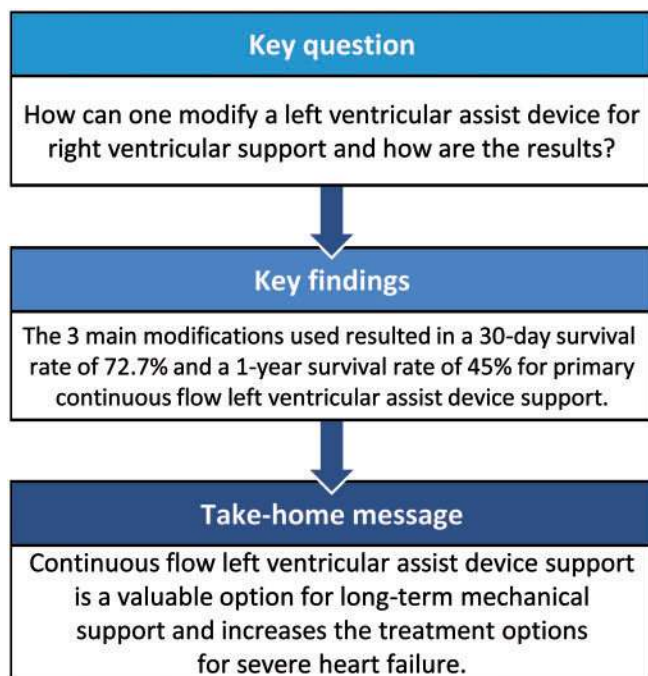 Key question
How can one modify a left ventricular assist device for
right ventricular support and how are the results?
Key findings
The 3 main modifications used resulted in a 30-day survival
rate of 72.7% and a 1-year survival rate of 45% for primary
continuous flow left ventricular assist device support.
Take-home message
Continuous flow left ventricular assist device support
is a valuable option for long-term mechanical
support and increases the treatment options
for severe heart failure.